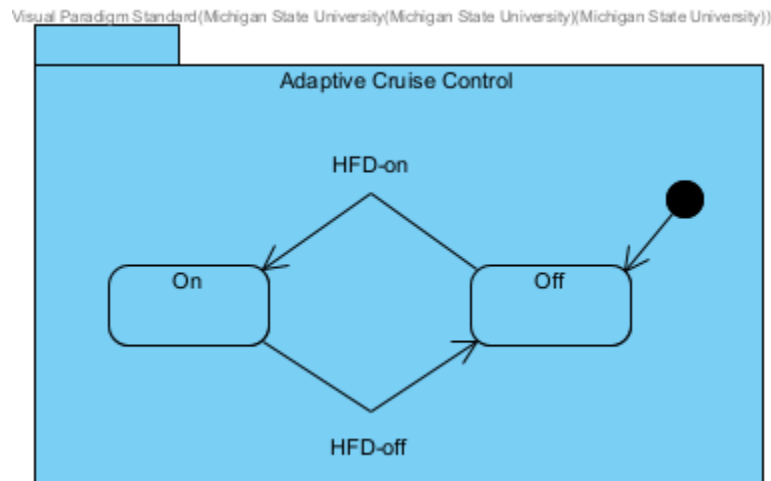 Visual Paradigm Standard(Michigan State University(Michigan State University)(Michigan State University))
Adaptive Cruise Control
HFD-on
On
Off
HFD-off